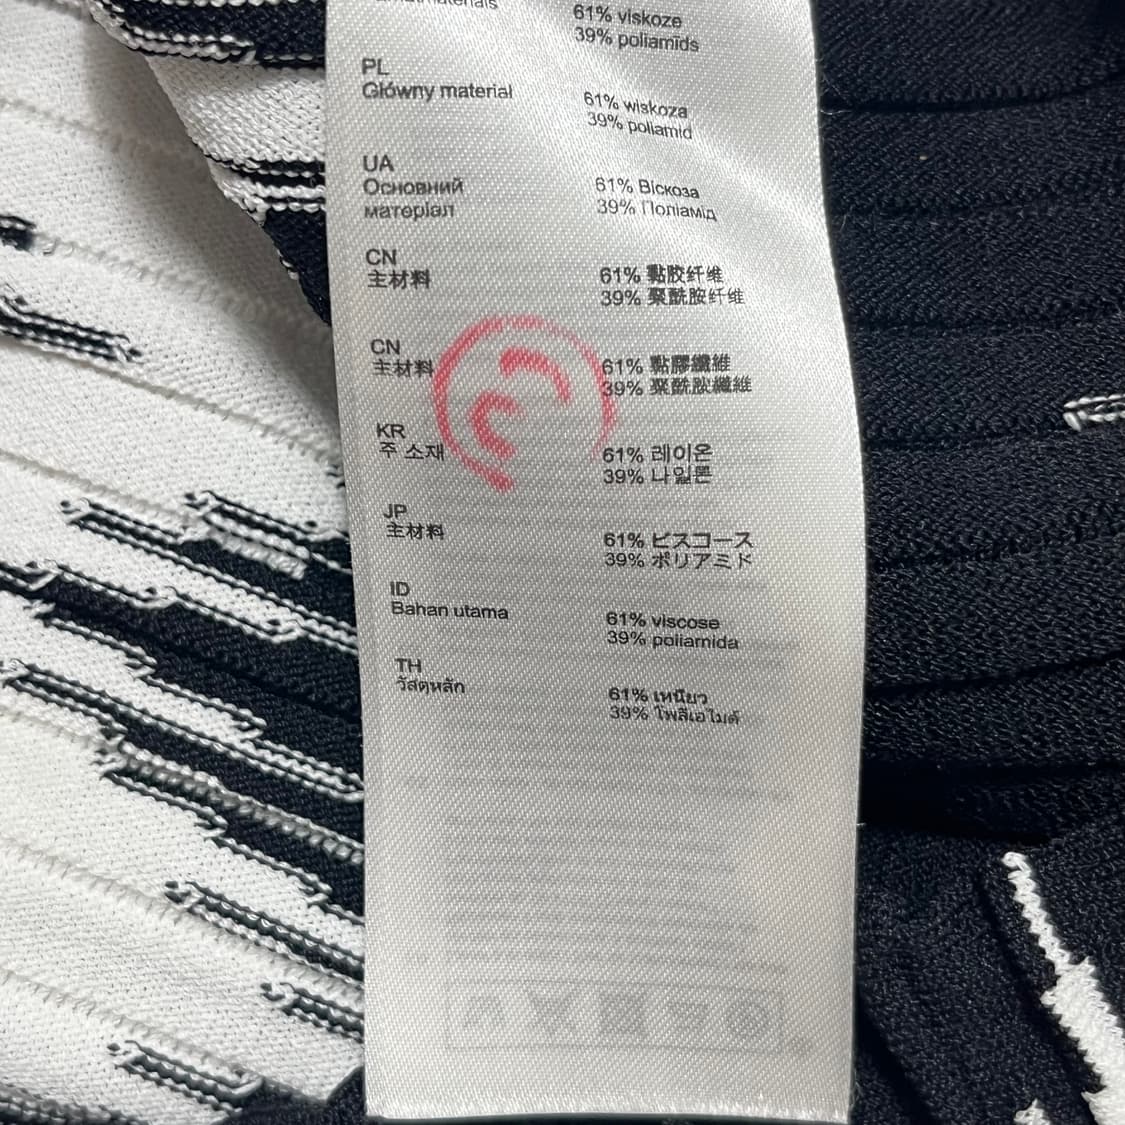 61% viskoze
39% poliamīds
PL
Główny materiał
61% wiskoza
39% poliamid
UA
Основний
матеріал
61% Віскоза
39% Поліамід
CN
主材料
61% 黏胶纤维
39% 聚酰胺纤维
CN
主材料
61% 黏膠纖維
39% 聚酰胺纖維
KR
주 소재
61% 레이온
39% 나일론
JP
主材料
61% ビスコース
39% ポリアミド
ID
Bahan utama
61% viscose
39% poliamida
TH
วัสดุหลัก
61% เหนียว
39% โพลีเอไมด์